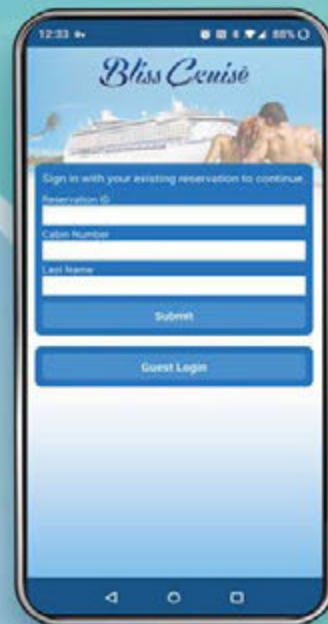 12:33
88%
Bliss Cruise
Sign in with your existing reservation to continue
Reservation ID
Cabin Number
Last Name
Submit
Guest Login